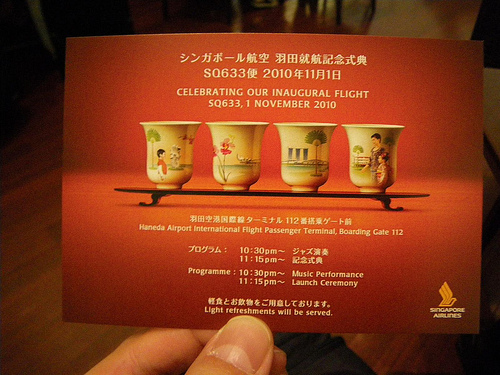 シンガポール航空 羽田就航記念式典
SQ633便 2010年11月1日
CELEBRATING OUR INAUGURAL FLIGHT
SQ633, 1 NOVEMBER 2010
羽田空港国際線ターミナル 112番搭乗ゲート前
Haneda Airport International Flight Passenger Terminal, Boarding Gate 112
プログラム： 10:30pm～ ジャズ演奏
11:15pm～ 記念式典
Programme : 10:30pm～ Music Performance
11:15pm～ Launch Ceremony
軽食とお飲物をご用意しております。
Light refreshments will be served.
SINGAPORE
AIRLINES